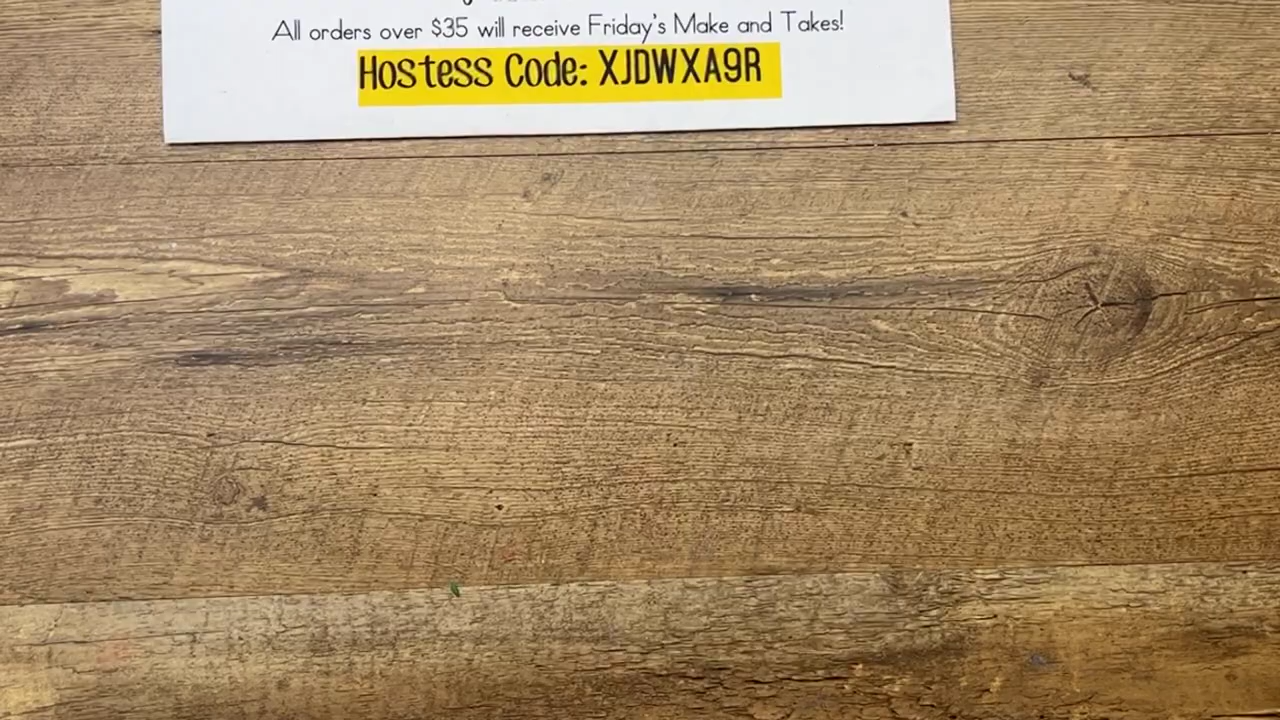 All orders over $35 will receive Friday's Make and Takes!
Hostess Code: XJDWXA9R